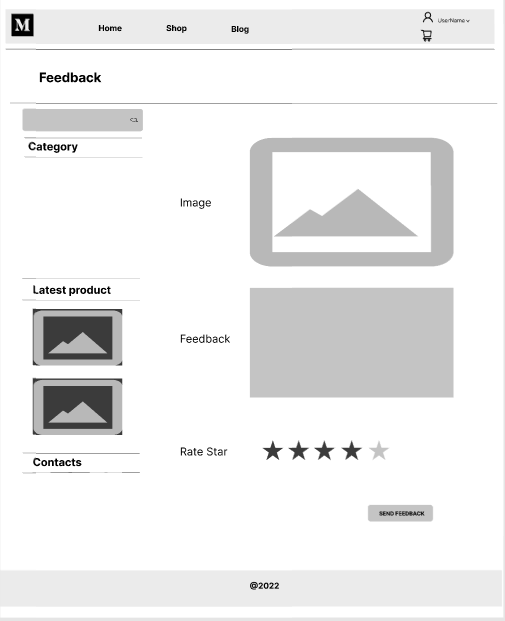 M
Home Shop Blog
UserName
Feedback
Category
Latest product
Contacts
Image
Feedback
Rate Star
SEND FEEDBACK
@2022